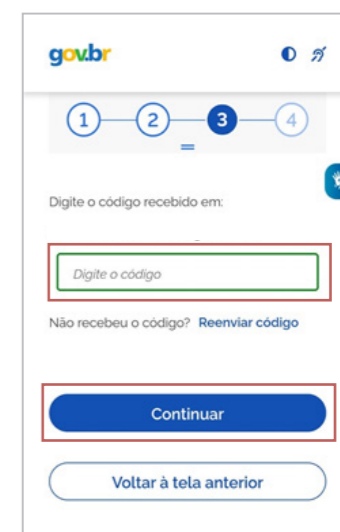 gov.br
1 2 3 4
Digite o código recebido em:
Digite o código
Não recebeu o código? Reenviar código
Continuar
Voltar à tela anterior